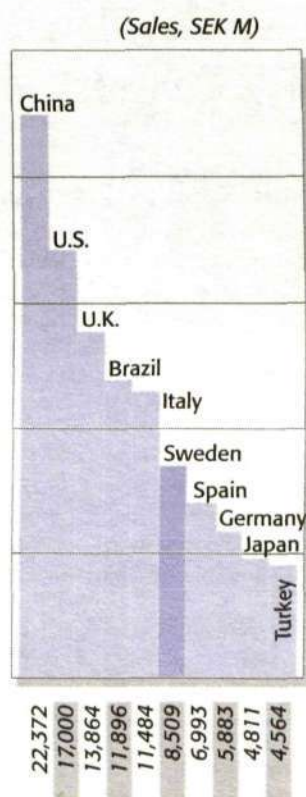 (Sales, SEK M)
China
U.S.
U.K.
Brazil
Italy
Sweden
Spain
Germany
Japan
Turkey
22,372
17,000
13,864
11,896
11,484
8,509
6,993
5,883
4,811
4,564